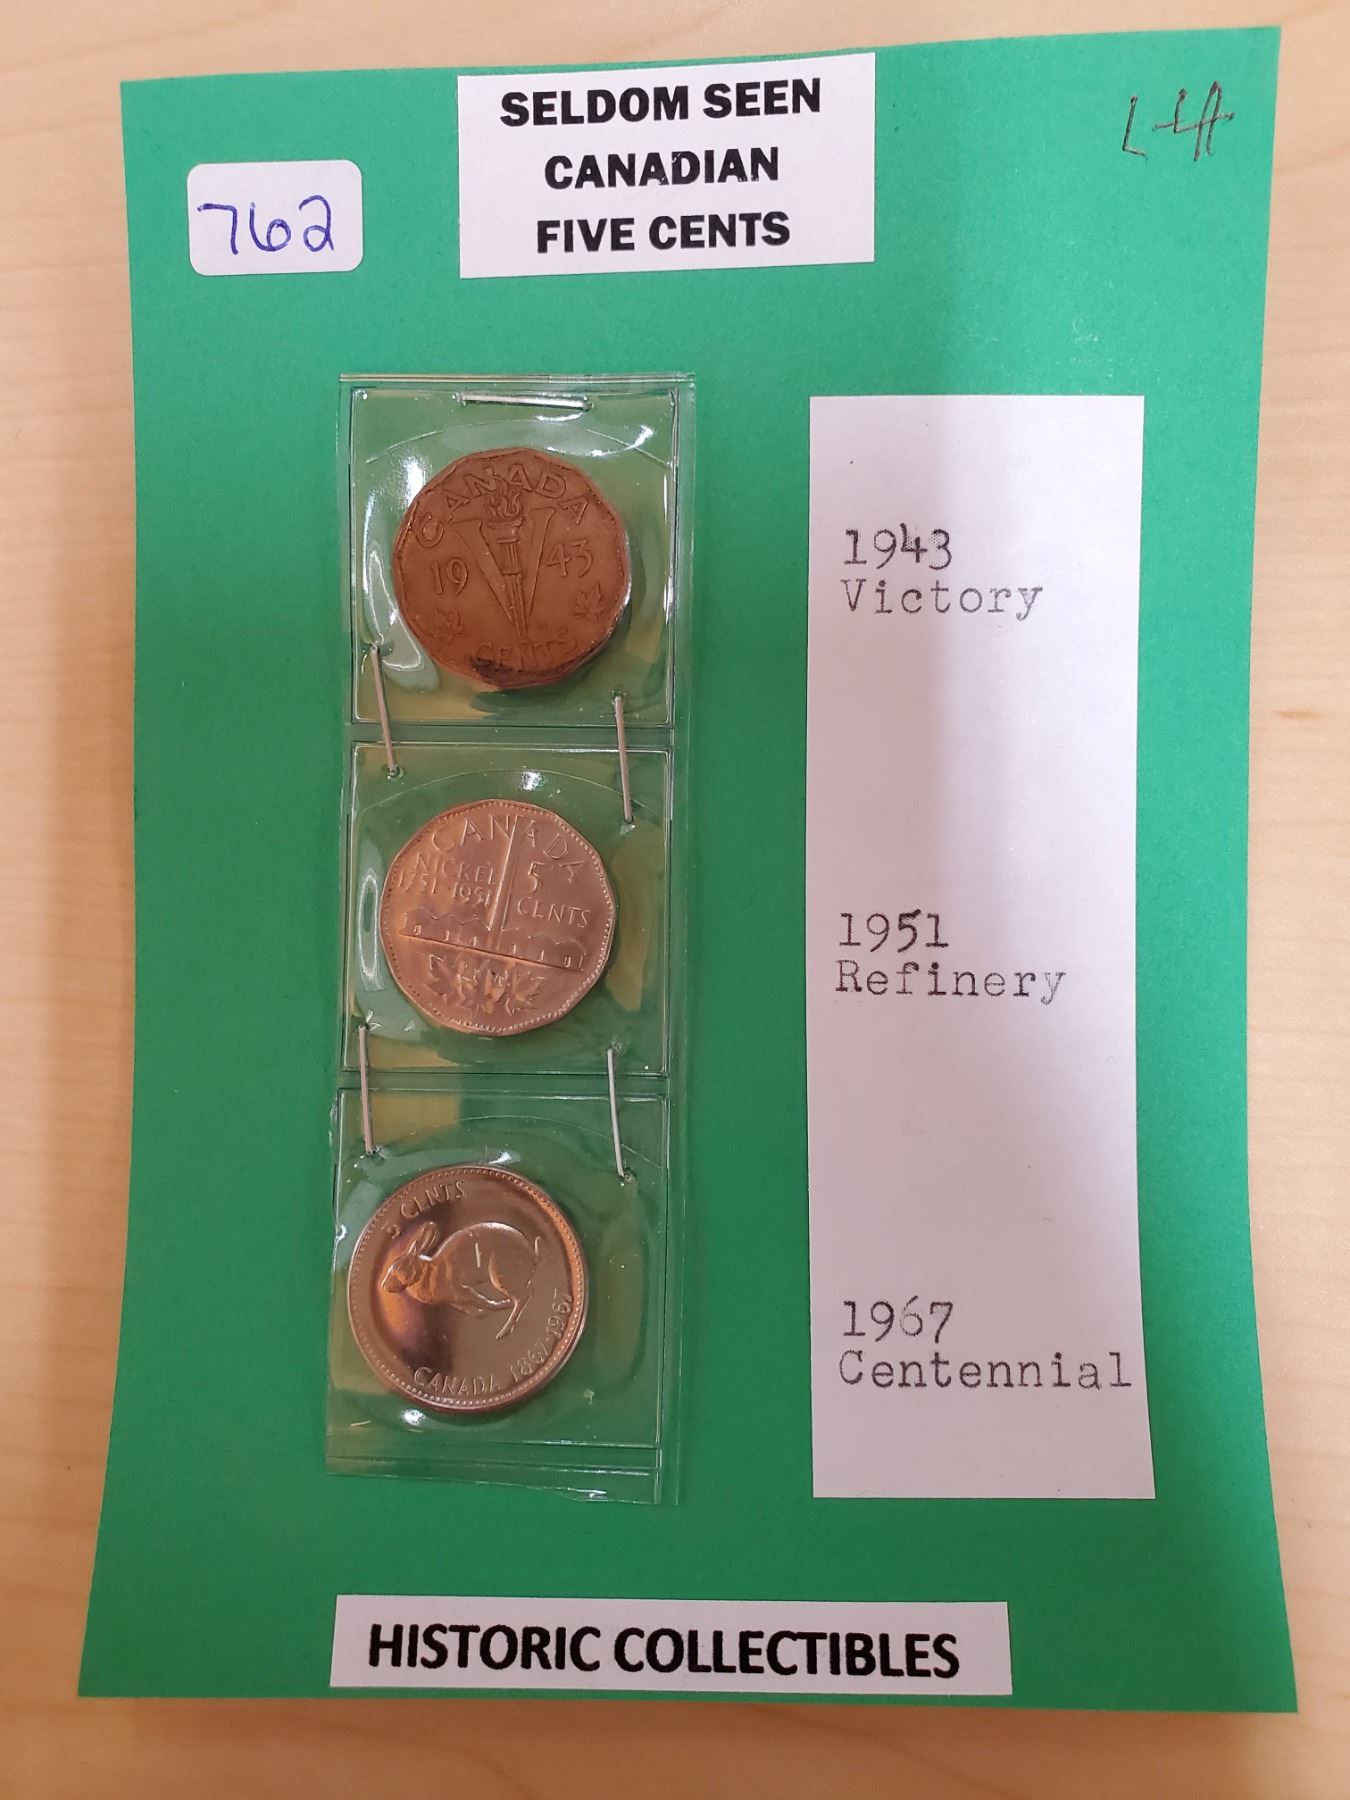 SELDOM SEEN
CANADIAN
FIVE CENTS
762
CANADA
19 43
CENTS
1943
Victory
CANADA
NICKEL
1751-1951
5
CENTS
1951
Refinery
5 CENTS
CANADA 1867-1967
1967
Centennial
HISTORIC COLLECTIBLES